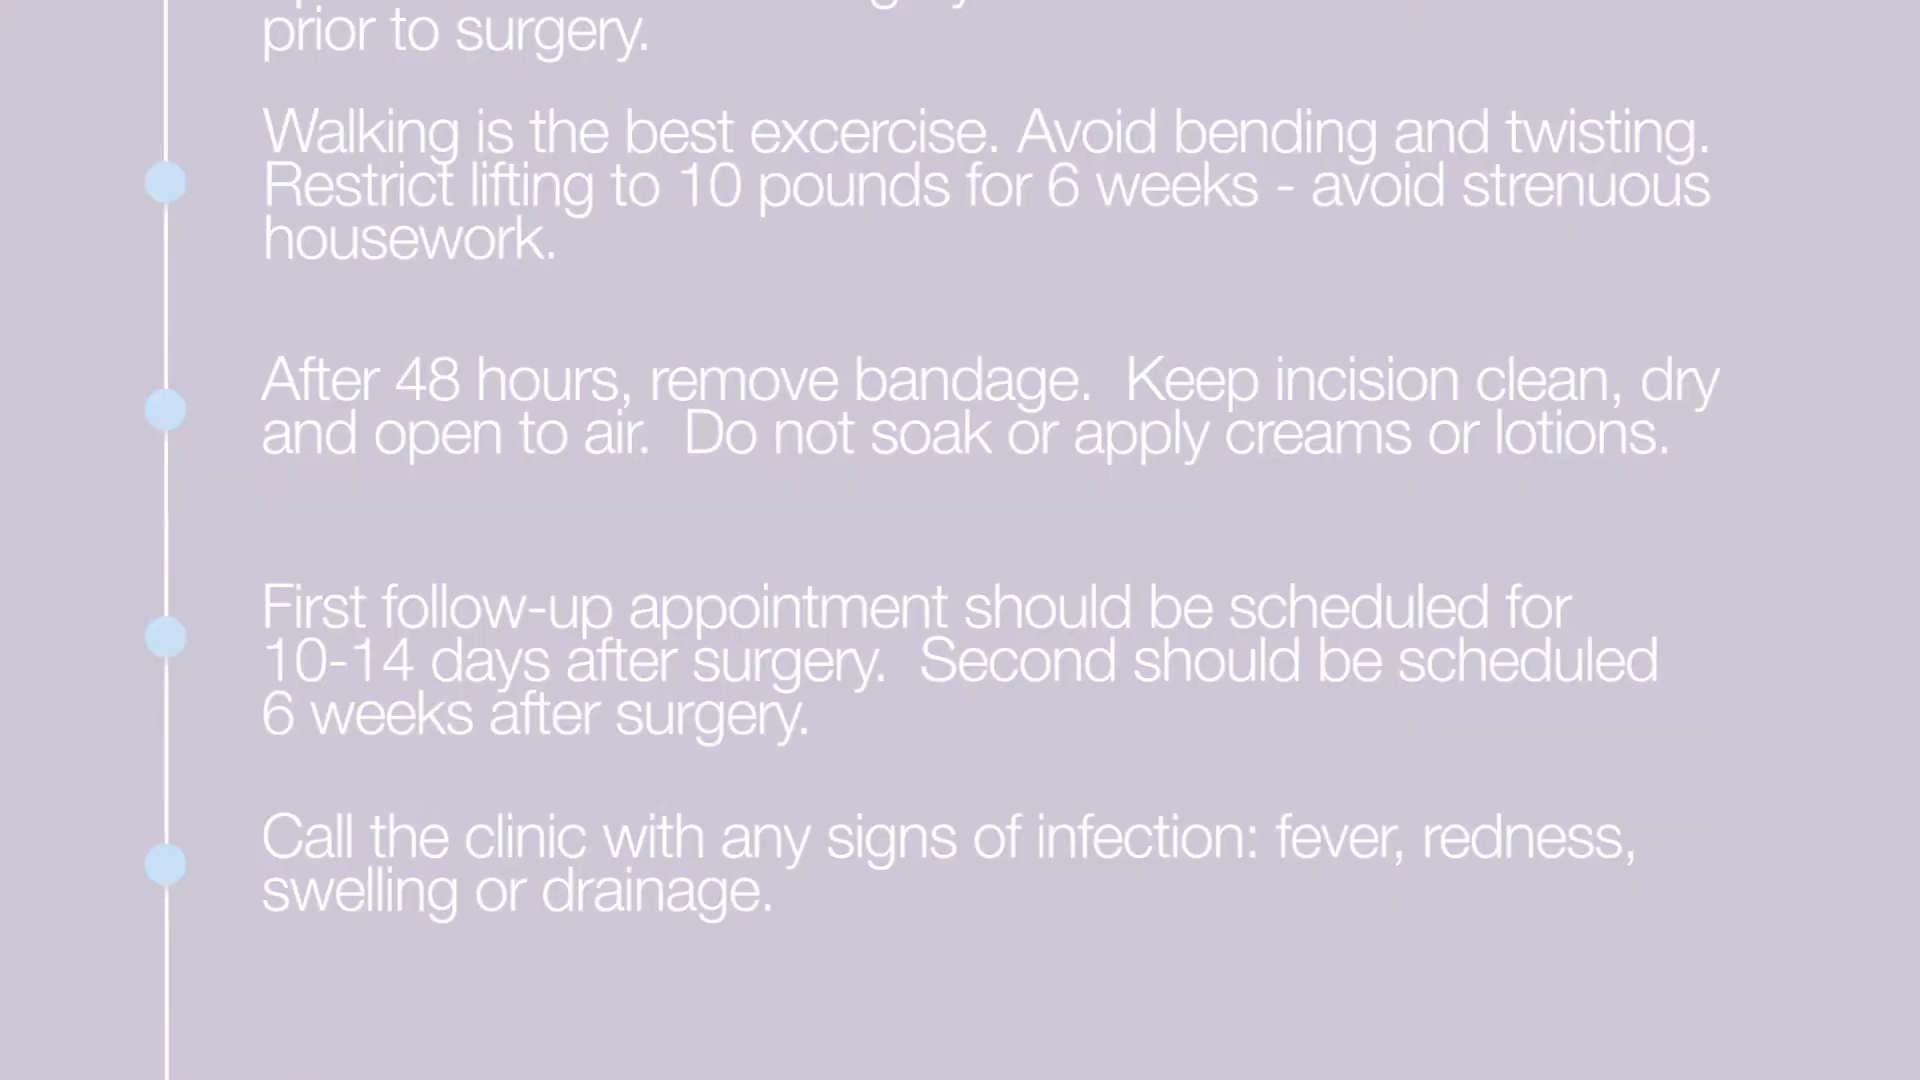 prior to surgery.
Walking is the best excercise. Avoid bending and twisting.
Restrict lifting to 10 pounds for 6 weeks - avoid strenuous
housework.
After 48 hours, remove bandage.  Keep incision clean, dry
and open to air.  Do not soak or apply creams or lotions.
First follow-up appointment should be scheduled for
10-14 days after surgery.  Second should be scheduled
6 weeks after surgery.
Call the clinic with any signs of infection: fever, redness,
swelling or drainage.